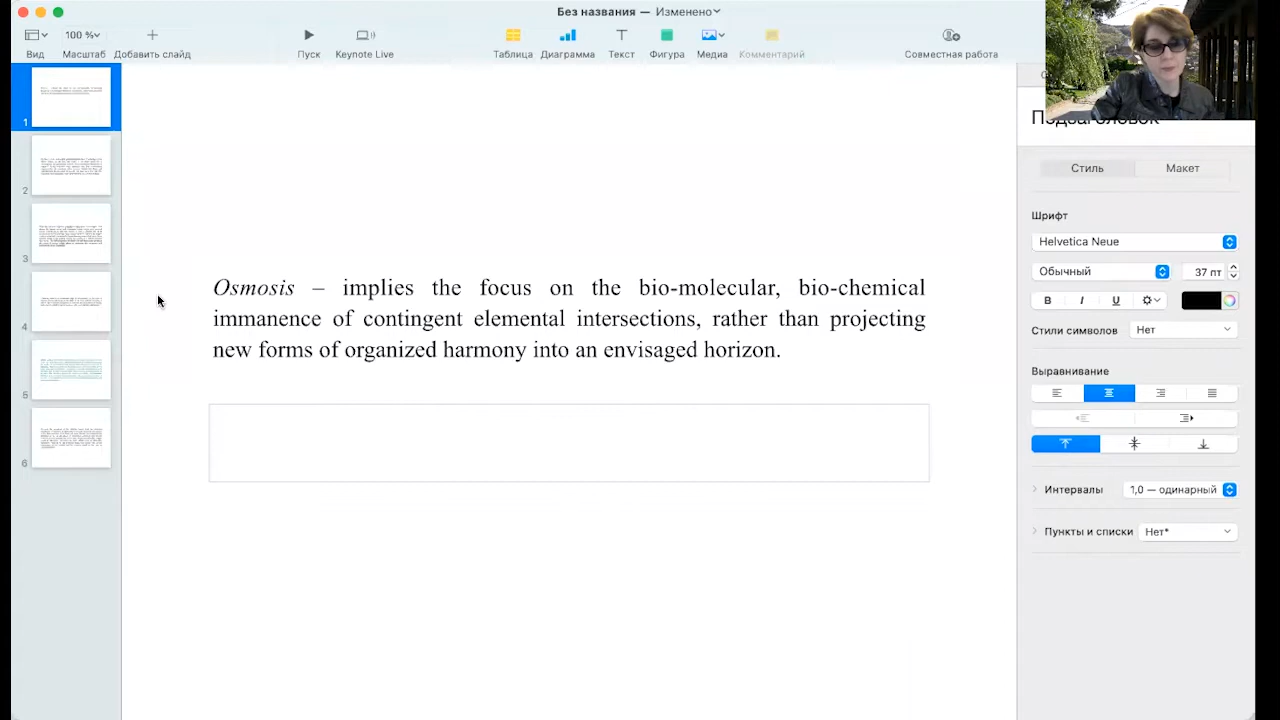 Без названия — Изменено
100 %
Вид
Масштаб
Добавить слайд
Пуск
Keynote Live
Таблица
Диаграмма
Текст
Фигура
Медиа
Комментарий
Совместная работа
1
2
3
4
5
6
Osmosis – implies the focus on the bio-molecular, bio-chemical
immanence of contingent elemental intersections, rather than projecting
new forms of organized harmony into an envisaged horizon.
Подзаголовок
Стиль
Макет
Шрифт
Helvetica Neue
Обычный
37 пт
B I U
Стили символов
Нет
Выравнивание
Интервалы
1,0 — одинарный
Пункты и списки
Нет*